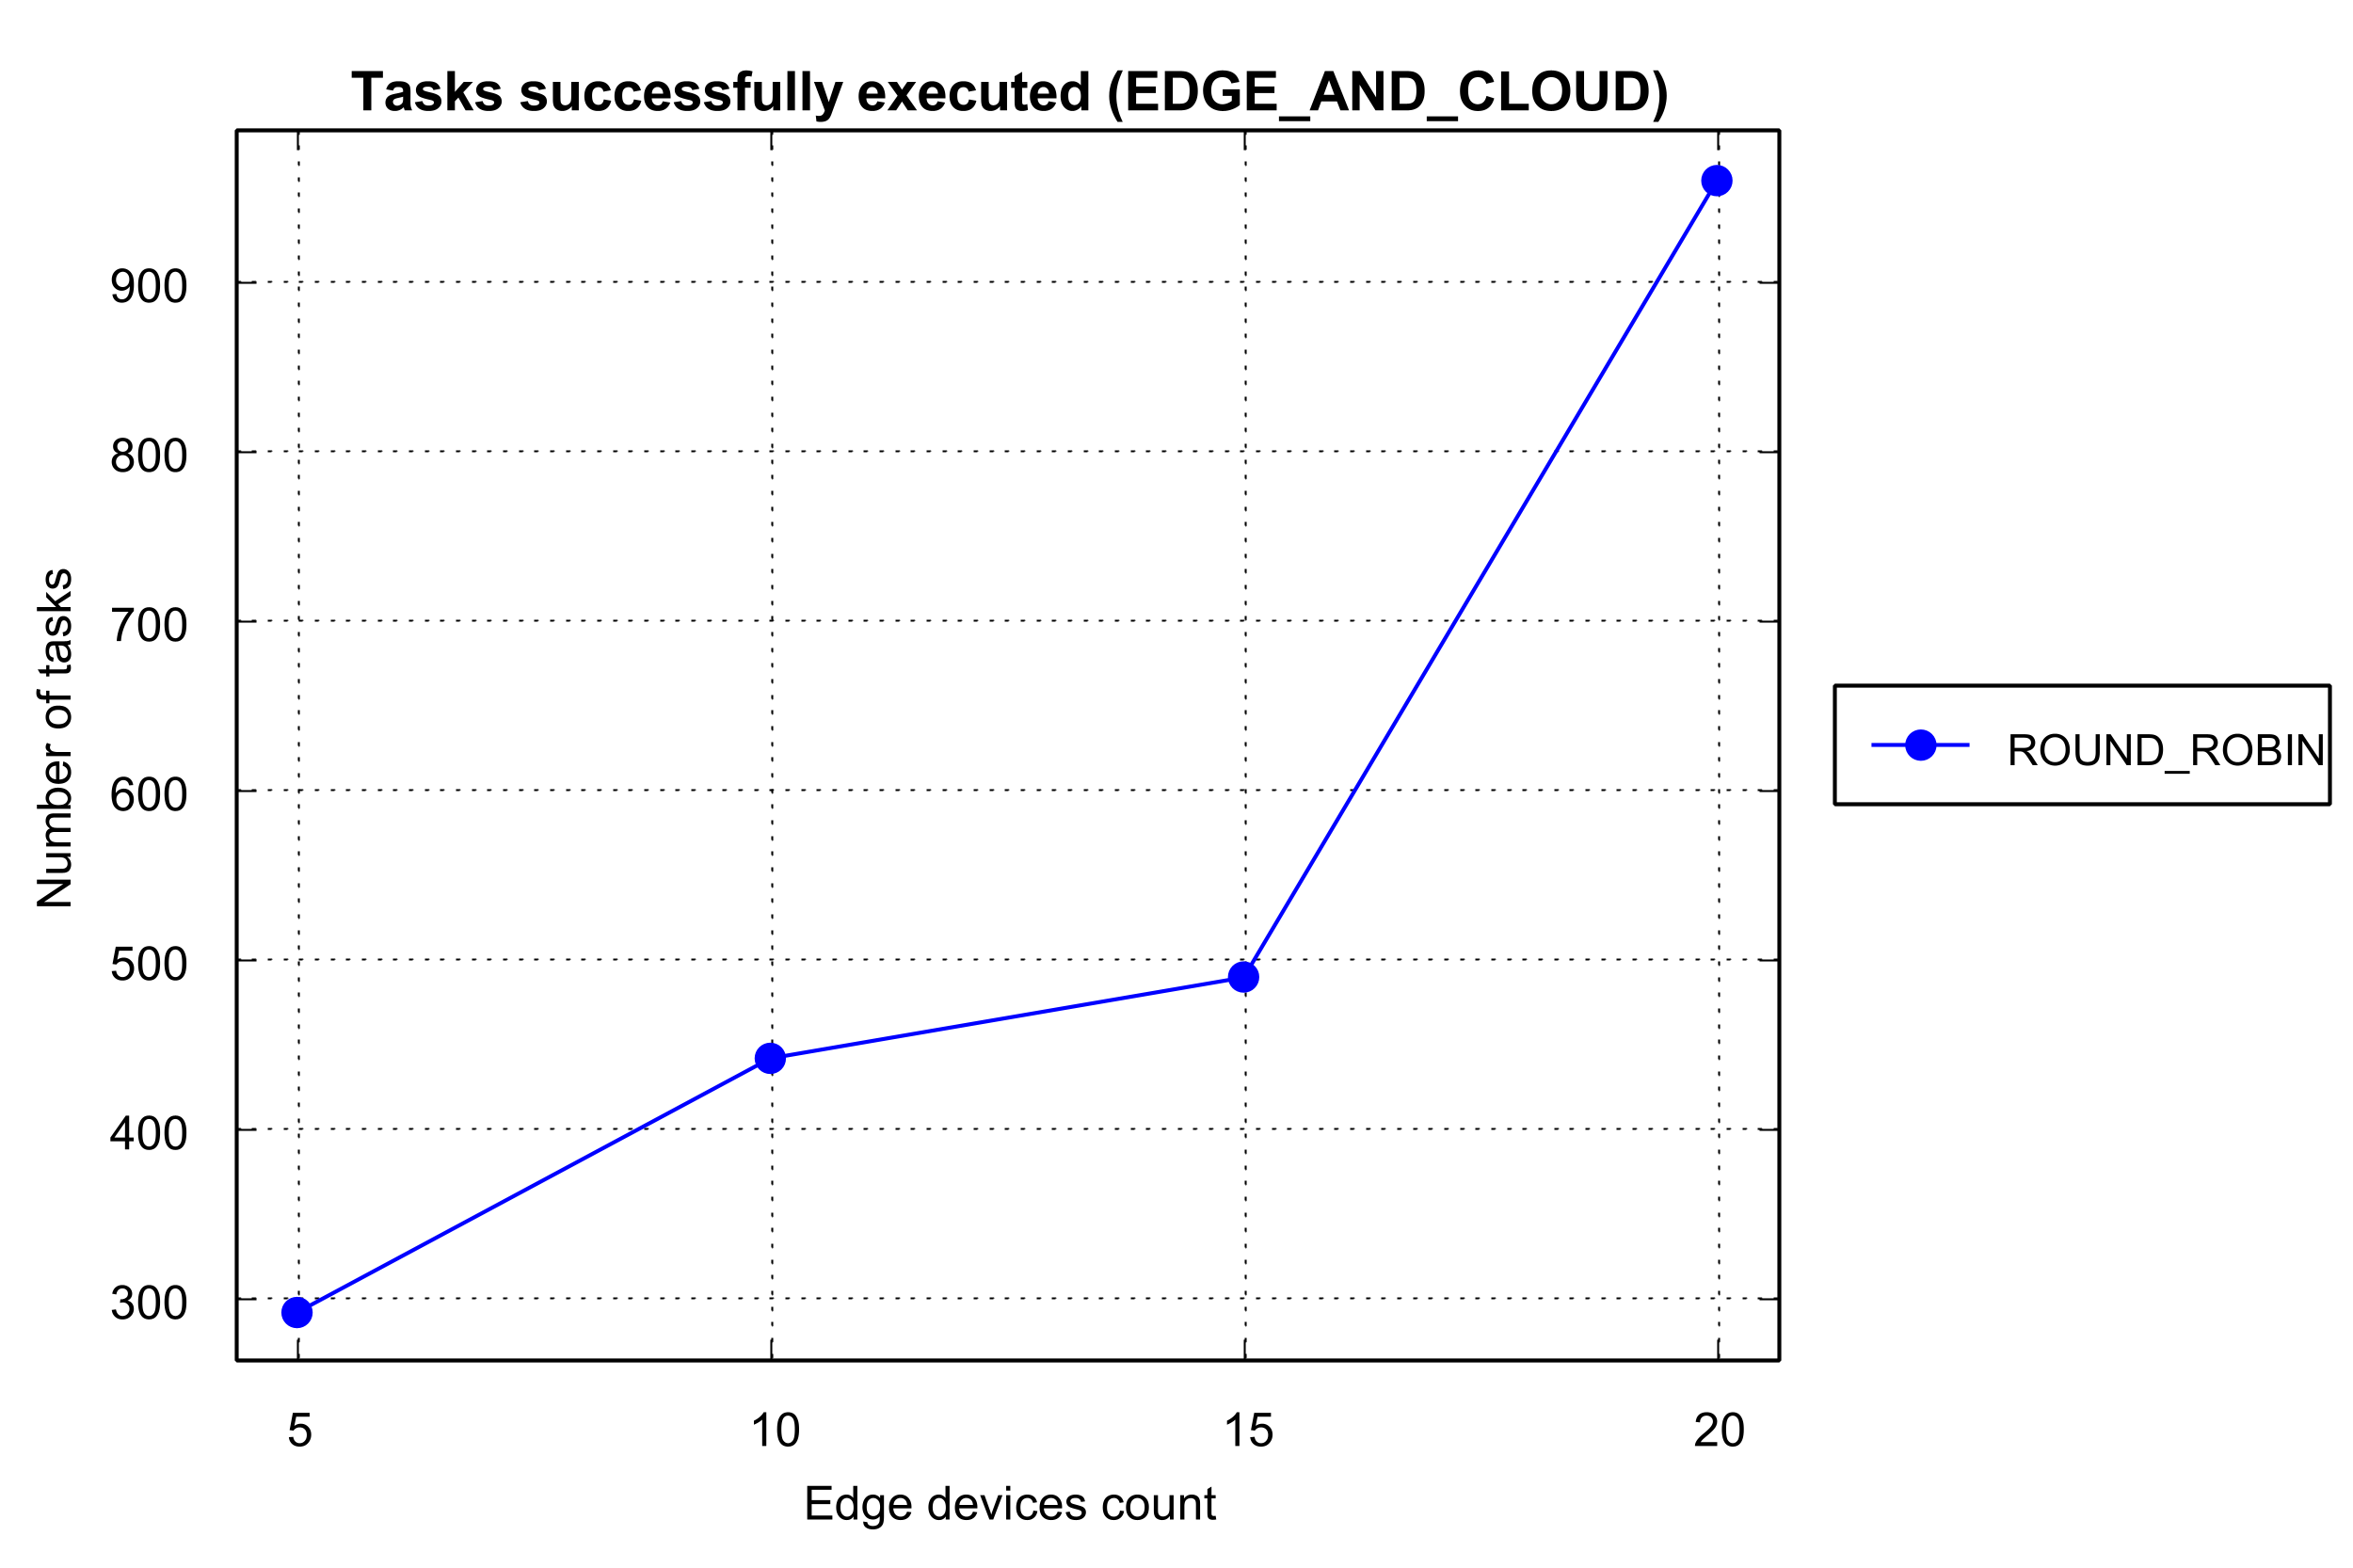 Tasks successfully executed (EDGE_AND_CLOUD)
900
800
700
600
500
400
300
Number of tasks
5 10 15 20
Edge devices count
ROUND_ROBIN